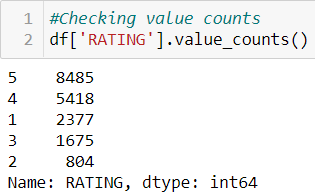 1 #Checking value counts
2 df['RATING'].value_counts()
5 8485
4 5418
1 2377
3 1675
2 804
Name: RATING, dtype: int64